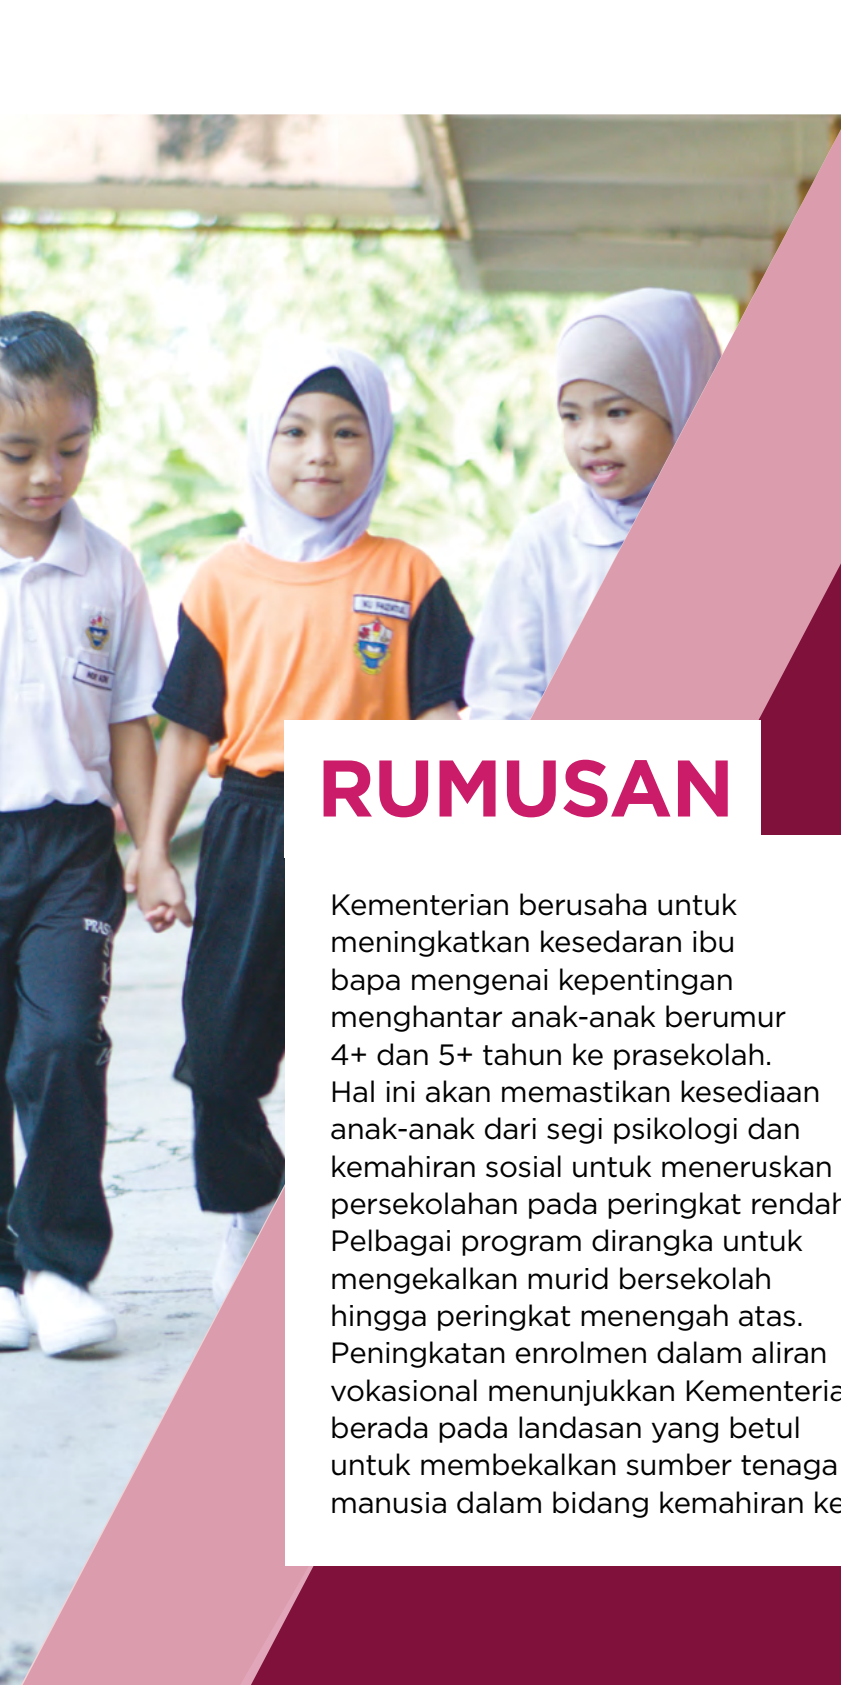 RUMUSAN
Kementerian berusaha untuk
meningkatkan kesedaran ibu
bapa mengenai kepentingan
menghantar anak-anak berumur
4+ dan 5+ tahun ke prasekolah.
Hal ini akan memastikan kesediaan
anak-anak dari segi psikologi dan
kemahiran sosial untuk meneruskan
persekolahan pada peringkat rendah
Pelbagai program dirangka untuk
mengekalkan murid bersekolah
hingga peringkat menengah atas.
Peningkatan enrolmen dalam aliran
vokasional menunjukkan Kementeria
berada pada landasan yang betul
untuk membekalkan sumber tenaga
manusia dalam bidang kemahiran ke